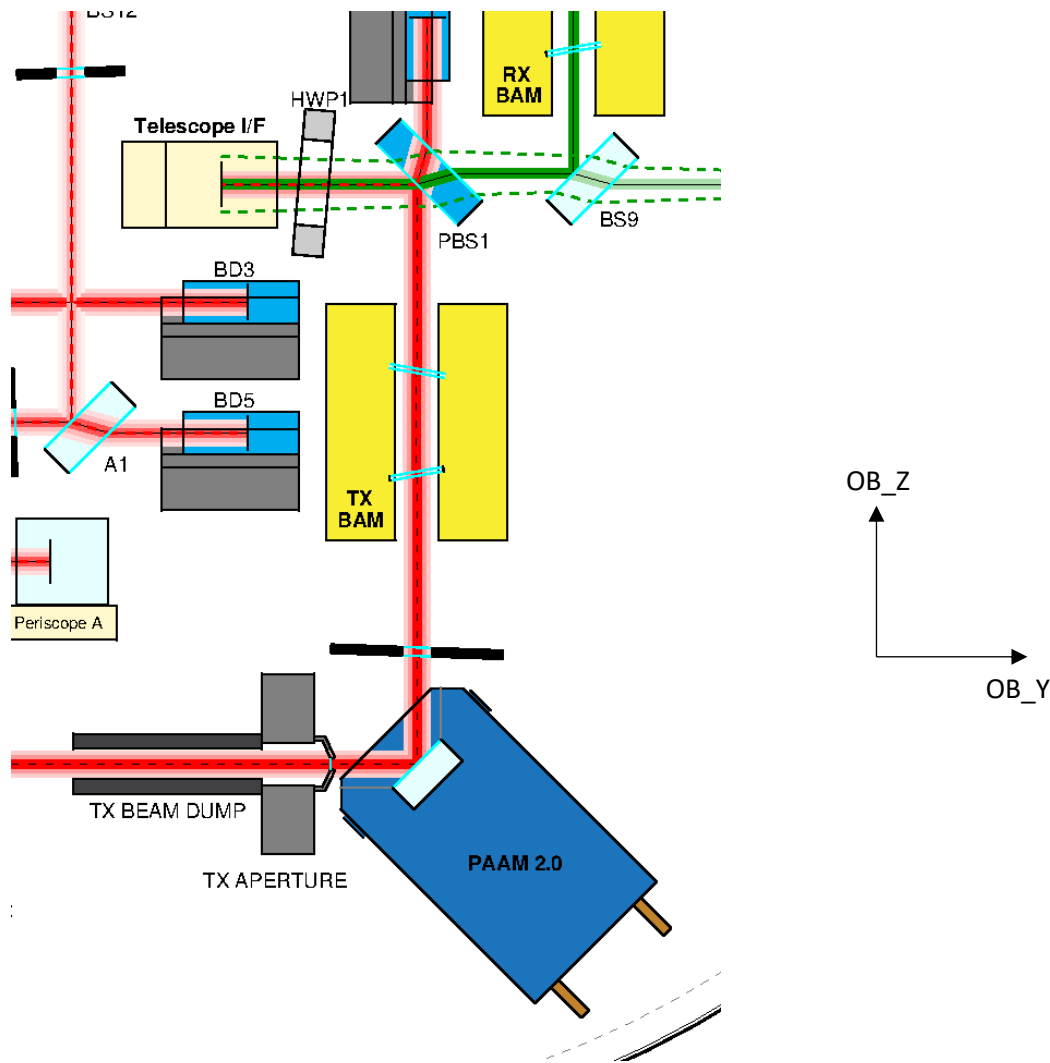 BS12
RX
BAM
HWP1
Telescope I/F
PBS1
BS9
BD3
BD5
A1
TX
BAM
OB_Z
OB_Y
Periscope A
TX BEAM DUMP
TX APERTURE
PAAM 2.0